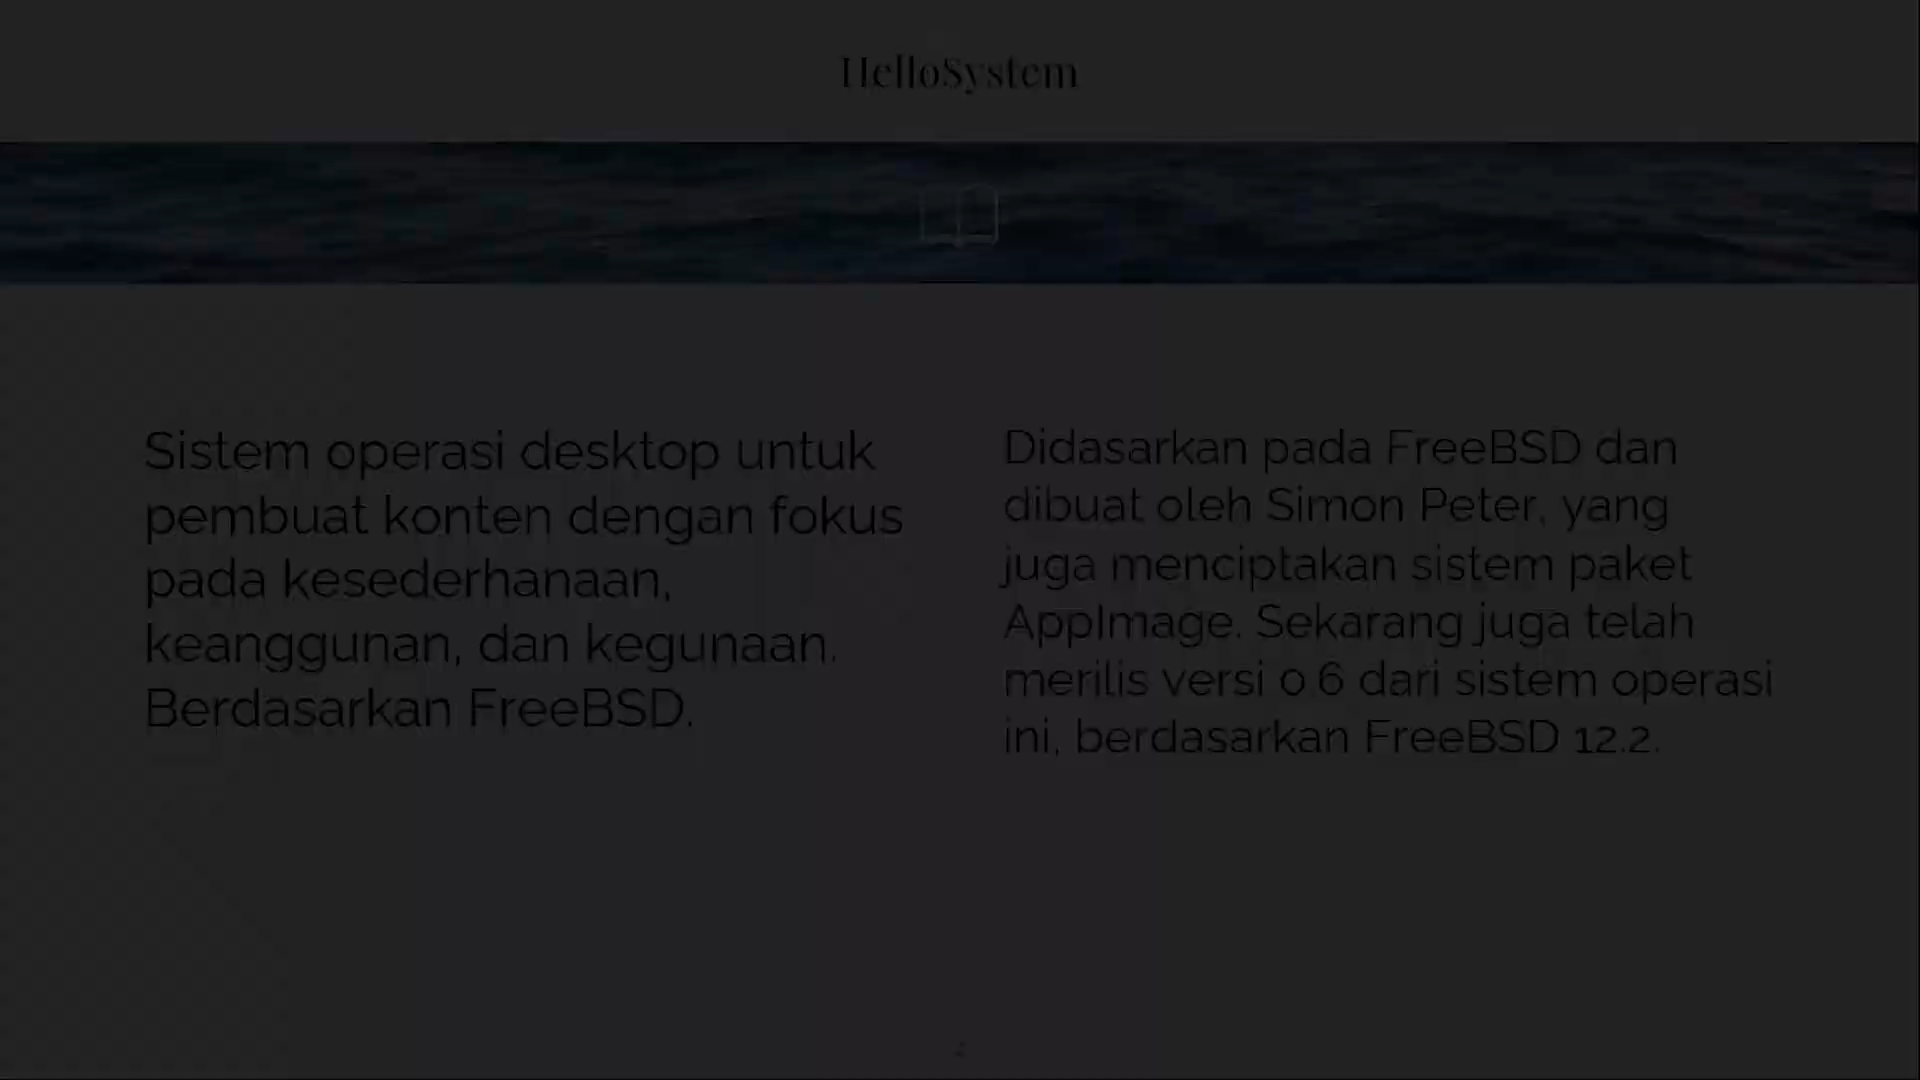 HelloSystem
Sistem operasi desktop untuk
pembuat konten dengan fokus
pada kesederhanaan,
keanggunan, dan kegunaan.
Berdasarkan FreeBSD.
Didasarkan pada FreeBSD dan
dibuat oleh Simon Peter, yang
juga menciptakan sistem paket
AppImage. Sekarang juga telah
merilis versi 0.6 dari sistem operasi
ini, berdasarkan FreeBSD 12.2.